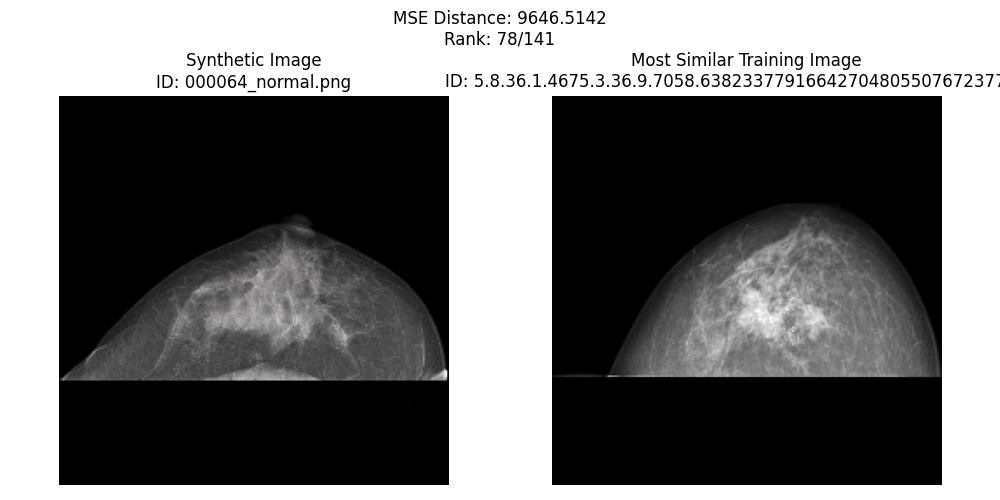 MSE Distance: 9646.5142
Rank: 78/141
Synthetic Image
ID: 000064_normal.png
Most Similar Training Image
ID: 5.8.36.1.4675.3.36.9.7058.63823377916642704805507672377